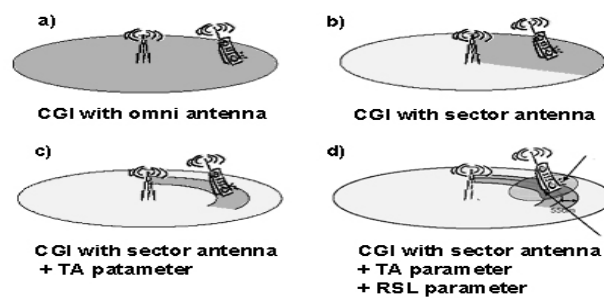 a)
b)
CGI with omni antenna
CGI with sector antenna
c)
d)
CGI with sector antenna
+ TA patameter
CGI with sector antenna
+ TA parameter
+ RSL parameter